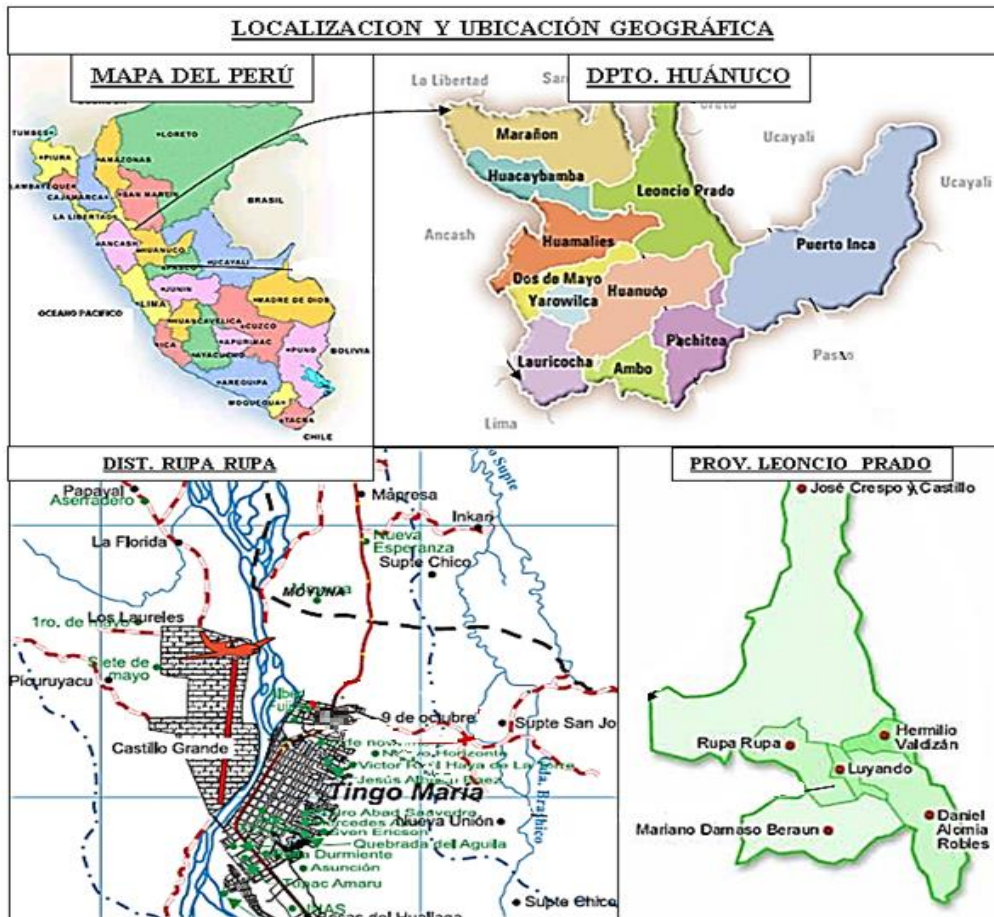 LOCALIZACION Y UBICACIÓN GEOGRÁFICA
MAPA DEL PERÚ
TUMBES
LORETO
PIURA
AMAZONAS
LAMBAYEQUE
CAJAMARCA
SAN MARTIN
LA LIBERTAD
BRASIL
ANCASH
HUANUCO
UCAYALI
PASCO
JUNIN
LIMA
MADRE DE DIOS
OCEANO PACIFICO
HUANCAVELICA
CUZCO
ICA
APURIMAC
PUNO
BOLIVIA
AYACUCHO
AREQUIPA
MOQUEGUA
TACNA
CHILE
DPTO. HUÁNUCO
La Libertad
Marañon
Ucayali
Huacaybamba
Leoncio Prado
Ucayali
Ancash
Huamalies
Puerto Inca
Dos de Mayo
Yarowilca
Huanuco
Pachitea
Lauricocha
Ambo
Pasco
Lima
DIST. RUPA RUPA
Papayal
Aserradero
Mapresa
Supte
Inkari
La Florida
Nueva
Esperanza
Supte Chico
MOYUNA
Los Laureles
1ro. de mayo
Siete de
mayo
Picuruyacu
9 de octubre
Supte San Jo
Castillo Grande
Tingo María
Nueva Unión
Quebrada del Aguila
Durmiente
Asunción
Tupac Amaru
Supte Chico
PROV. LEONCIO PRADO
José Crespo y Castillo
Hermilio
Valdizán
Rupa Rupa
Luyando
Daniel
Alomia
Robles
Mariano Damaso Beraun